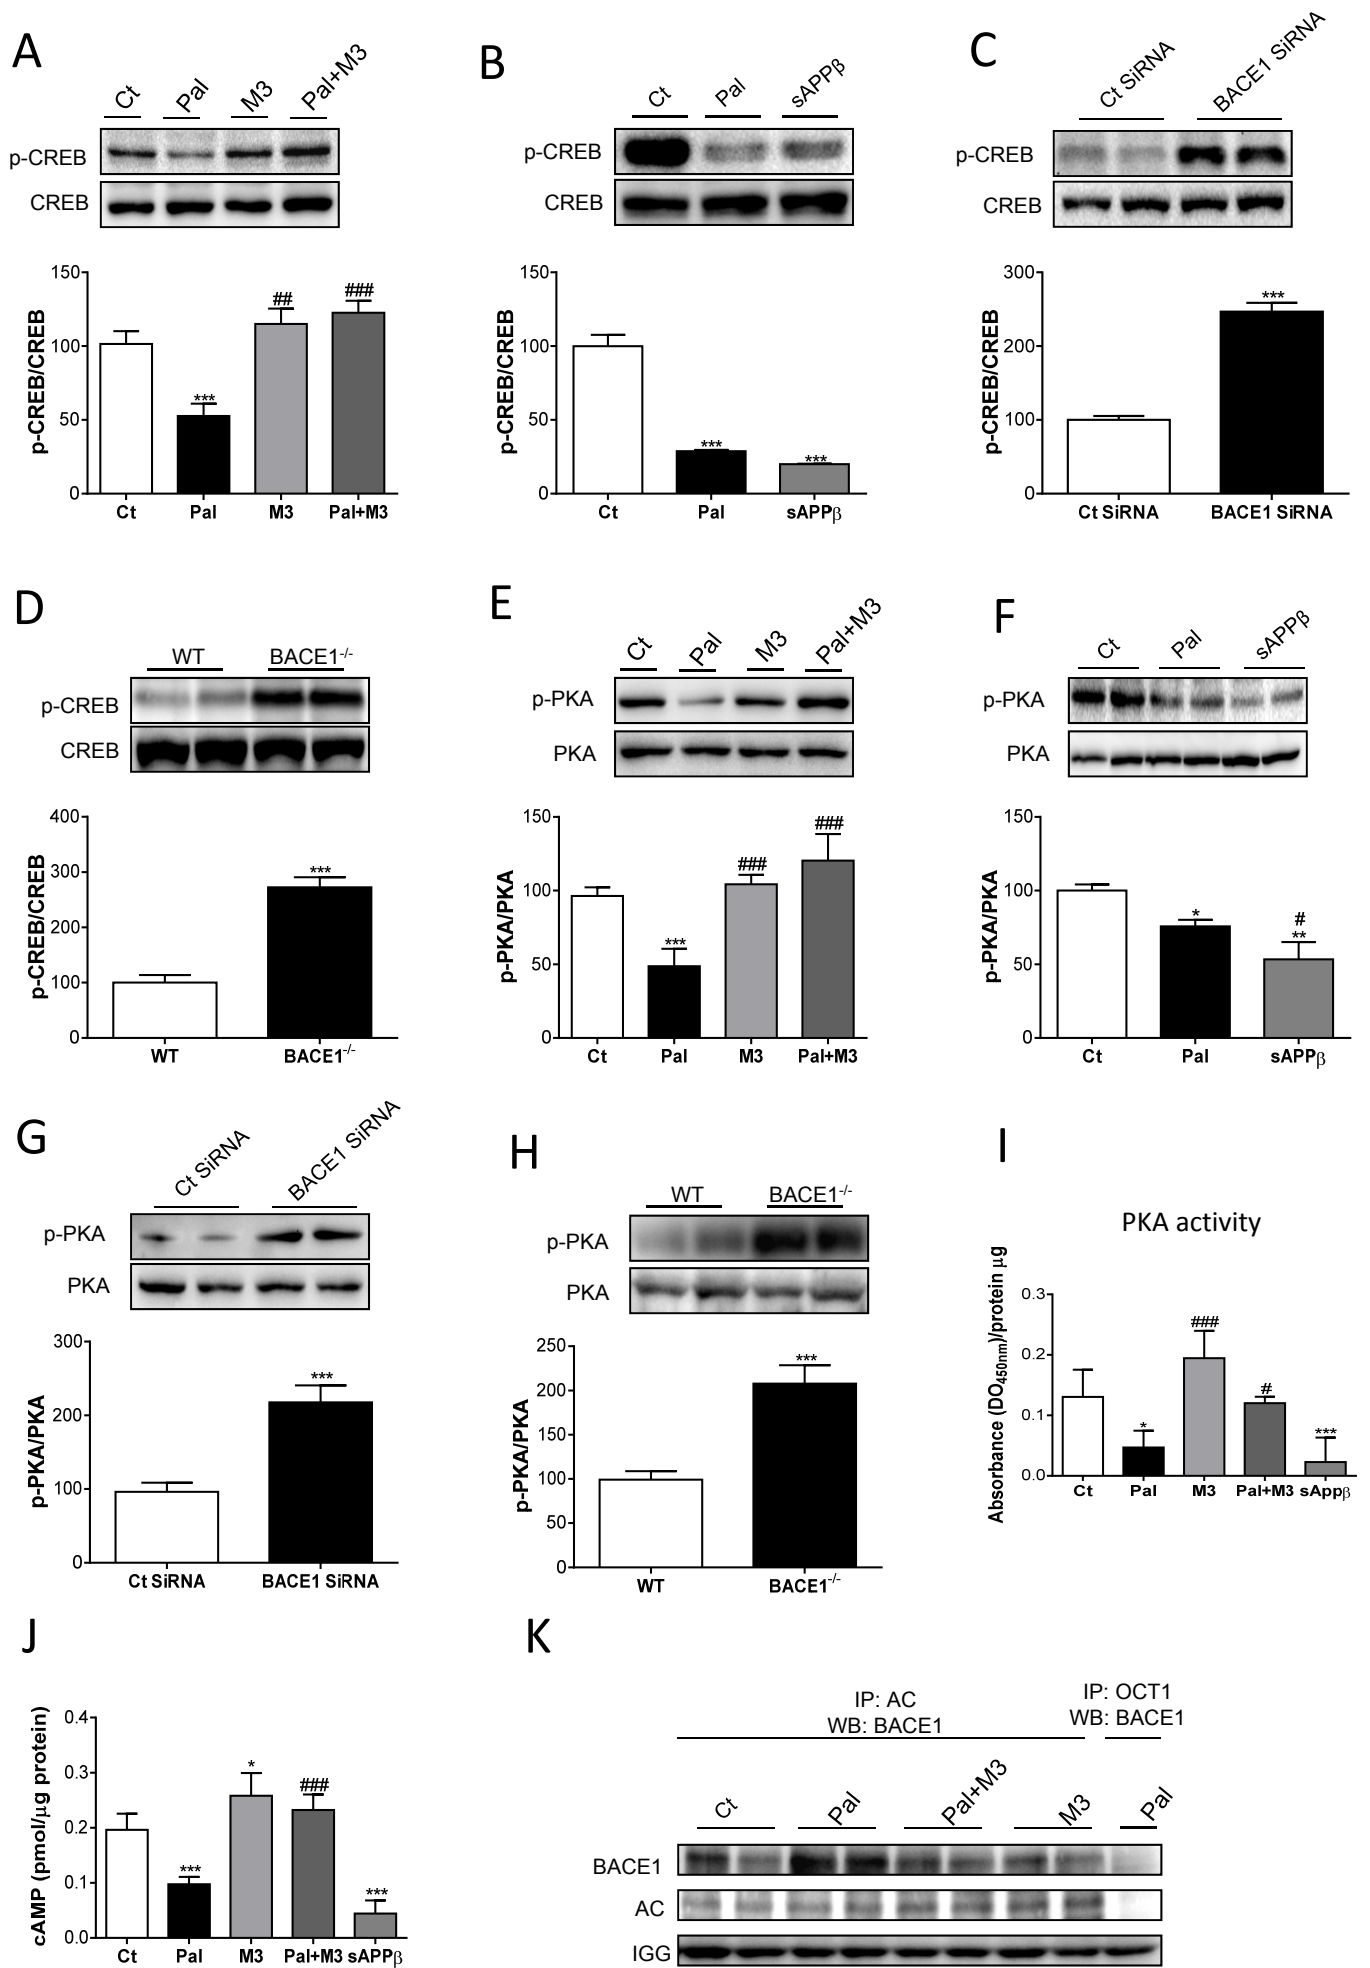 A
Ct
Pal
M3
Pal+M3
p-CREB
CREB
p-CREB/CREB
150
100
50
0
***
##
###
Ct
Pal
M3
Pal+M3
B
Ct
Pal
sAPPβ
p-CREB
CREB
p-CREB/CREB
150
100
50
0
***
***
Ct
Pal
sAPPβ
C
Ct SiRNA
BACE1 SiRNA
p-CREB
CREB
p-CREB/CREB
300
200
100
0
***
Ct SiRNA
BACE1 SiRNA
D
WT
BACE1-/-
p-CREB
CREB
p-CREB/CREB
400
300
200
100
0
***
WT
BACE1-/-
E
Ct
Pal
M3
Pal+M3
p-PKA
PKA
p-PKA/PKA
150
100
50
0
***
###
###
Ct
Pal
M3
Pal+M3
F
Ct
Pal
sAPPβ
p-PKA
PKA
p-PKA/PKA
150
100
50
0
*
#
**
Ct
Pal
sAPPβ
G
Ct SiRNA
BACE1 SiRNA
p-PKA
PKA
p-PKA/PKA
300
200
100
0
***
Ct SiRNA
BACE1 SiRNA
H
WT
BACE1-/-
p-PKA
PKA
p-PKA/PKA
250
200
150
100
50
0
***
WT
BACE1-/-
I
PKA activity
Absorbance (DO450nm)/protein µg
0.3
0.2
0.1
0.0
*
###
#
***
Ct
Pal
M3
Pal+M3
sAppβ
J
cAMP (pmol/µg protein)
0.4
0.3
0.2
0.1
0.0
***
*
###
***
Ct
Pal
M3
Pal+M3
sAPPβ
K
IP: AC
WB: BACE1
IP: OCT1
WB: BACE1
Ct
Pal
Pal+M3
M3
Pal
BACE1
AC
IGG